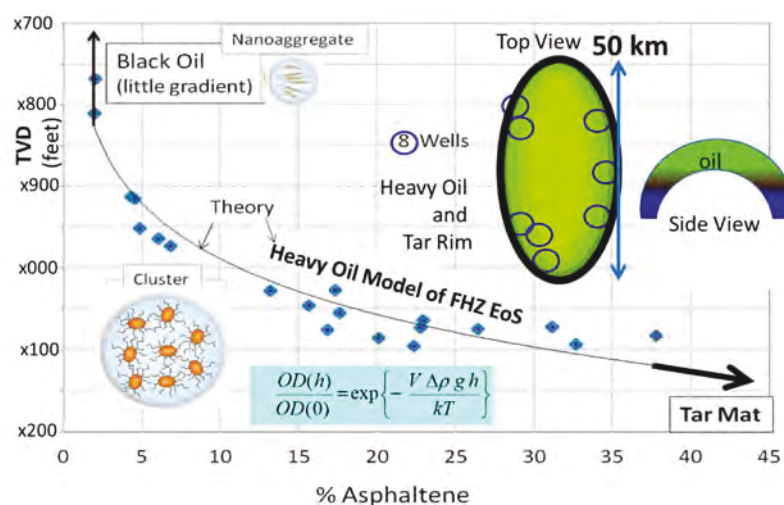 x700
x800
x900
x000
x100
x200
TVD
(feet)
Black Oil
(little gradient)
Nanoaggregate
Top View
50 km
8 Wells
Heavy Oil
and
Tar Rim
oil
Side View
Theory
Heavy Oil Model of FHZ EoS
Cluster
OD(h)/OD(0) = exp{- V Δρ g h / kT}
Tar Mat
0 5 10 15 20 25 30 35 40 45
% Asphaltene